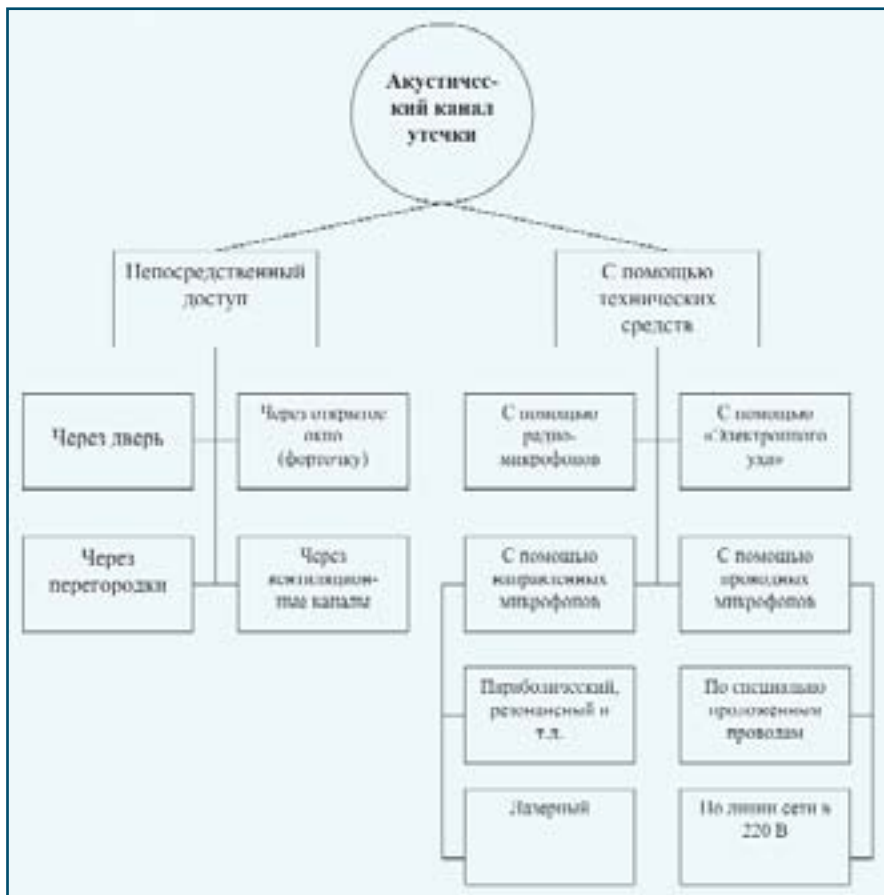 Акустичес-
кий канал
утечки
Непосредственный
доступ
С помощью
технических
средств
Через дверь
Через открытое
окно
(форточку)
С помощью
радио-
микрофонов
С помощью
«Электронного
уха»
Через
перегородки
Через
вентиляцион-
ные каналы
С помощью
направленных
микрофонов
С помощью
проводных
микрофонов
Параболический,
резонансный и
т.п.
По специально
проложенным
проводам
Лазерный
По линии сети в
220 В